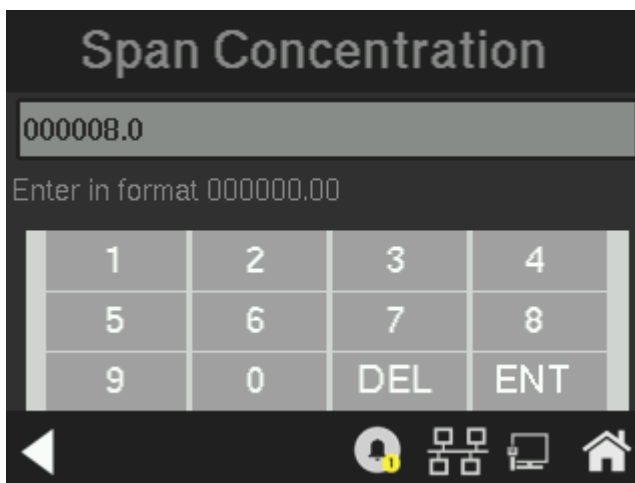 Span Concentration
000008.0
Enter in format 000000.00
1 2 3 4
5 6 7 8
9 0 DEL ENT
1